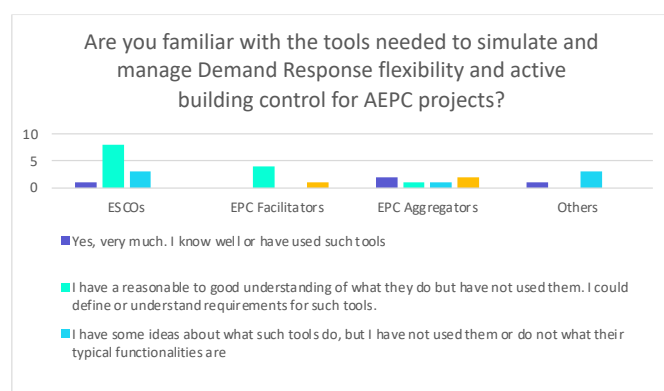 Are you familiar with the tools needed to simulate and
manage Demand Response flexibility and active
building control for AEPC projects?
10
5
0
ESCOs EPC Facilitators EPC Aggregators Others
Yes, very much. I know well or have used such tools
I have a reasonable to good understanding of what they do but have not used them. I could
define or understand requirements for such tools.
I have some ideas about what such tools do, but I have not used them or do not what their
typical functionalities are